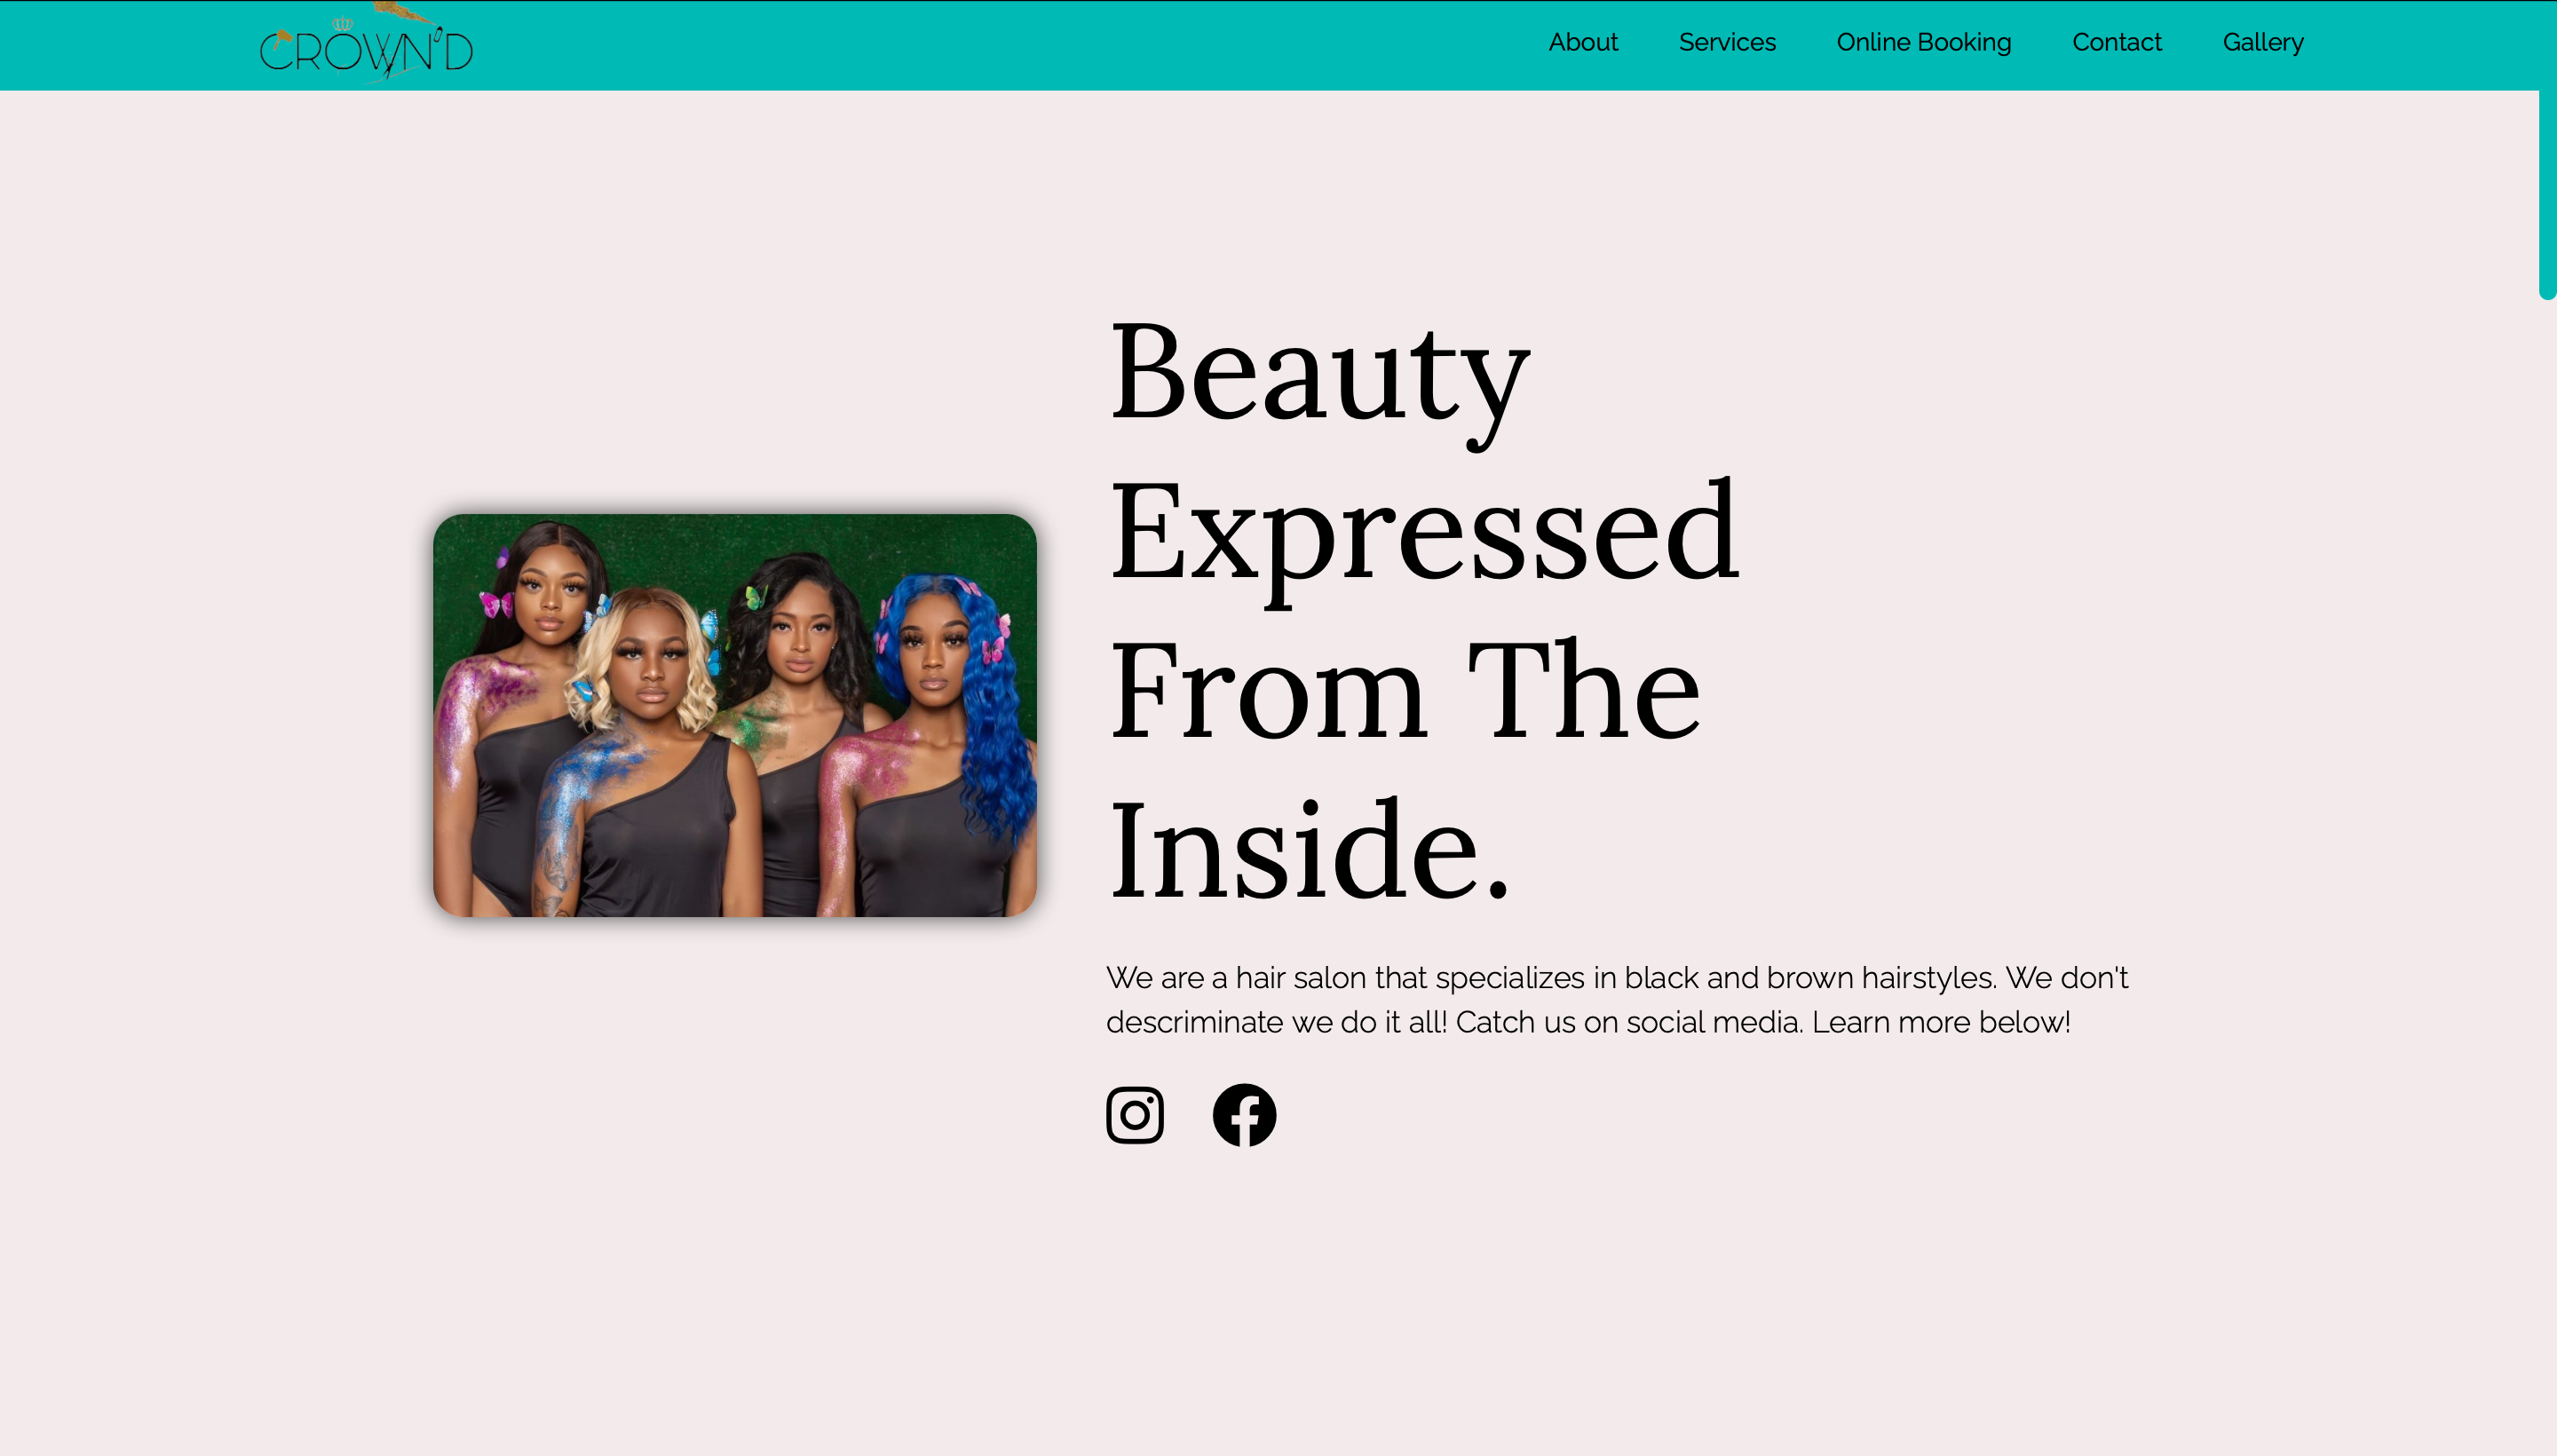 CROWN'D
About Services Online Booking Contact Gallery
Beauty
Expressed
From The
Inside.
We are a hair salon that specializes in black and brown hairstyles. We don't
descriminate we do it all! Catch us on social media. Learn more below!